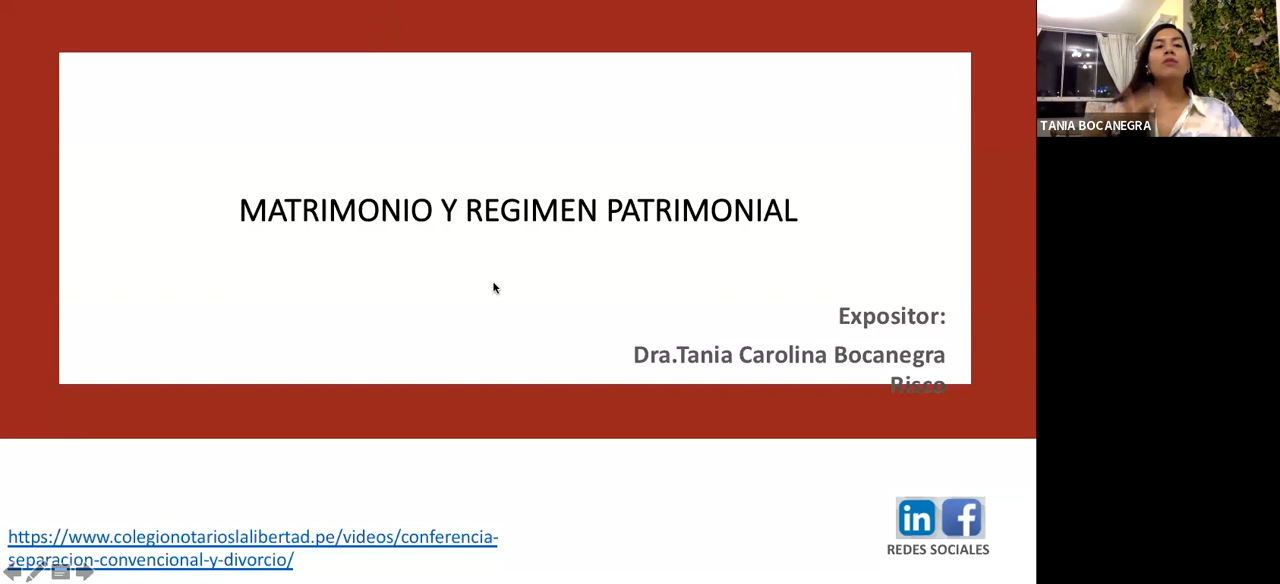 MATRIMONIO Y REGIMEN PATRIMONIAL
Expositor:
Dra.Tania Carolina Bocanegra
Risco
https://www.colegionotarioslalibertad.pe/videos/conferencia-
separacion-convencional-y-divorcio/
in f
REDES SOCIALES
TANIA BOCANEGRA